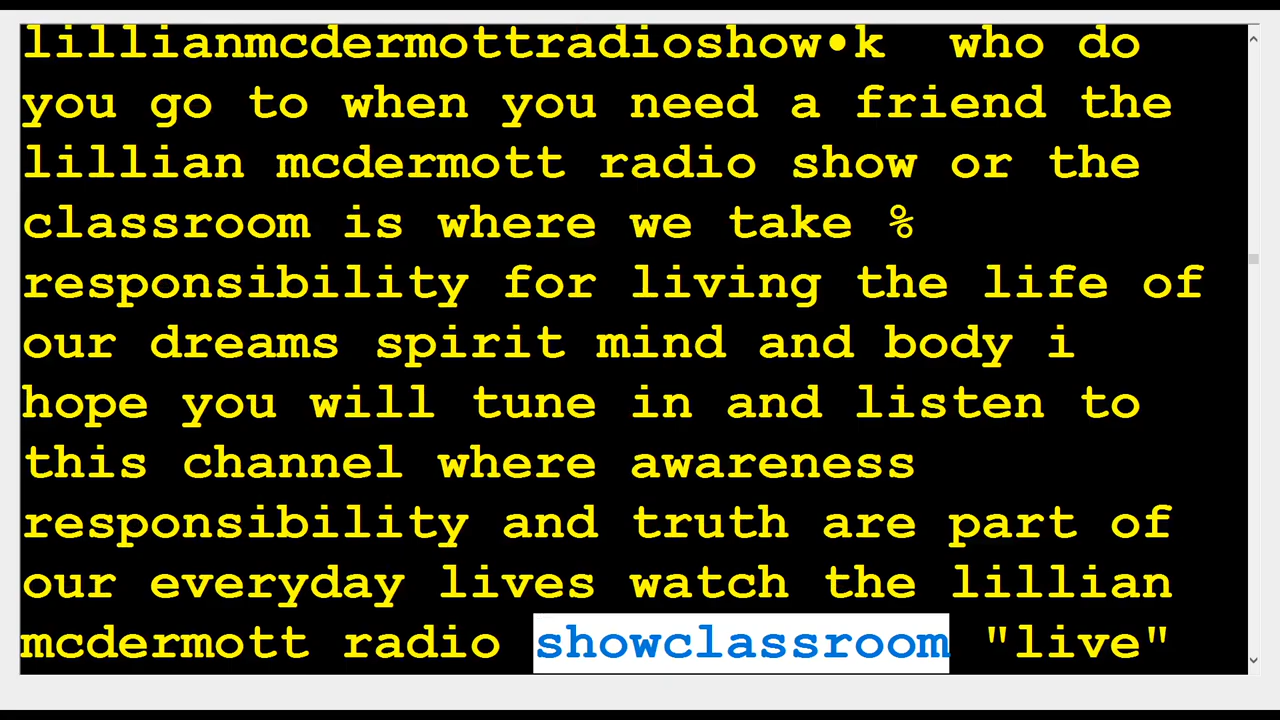 lillianmcdermottradioshow•k  who do
you go to when you need a friend the
lillian mcdermott radio show or the
classroom is where we take %
responsibility for living the life of
our dreams spirit mind and body i
hope you will tune in and listen to
this channel where awareness
responsibility and truth are part of
our everyday lives watch the lillian
mcdermott radio showclassroom "live"